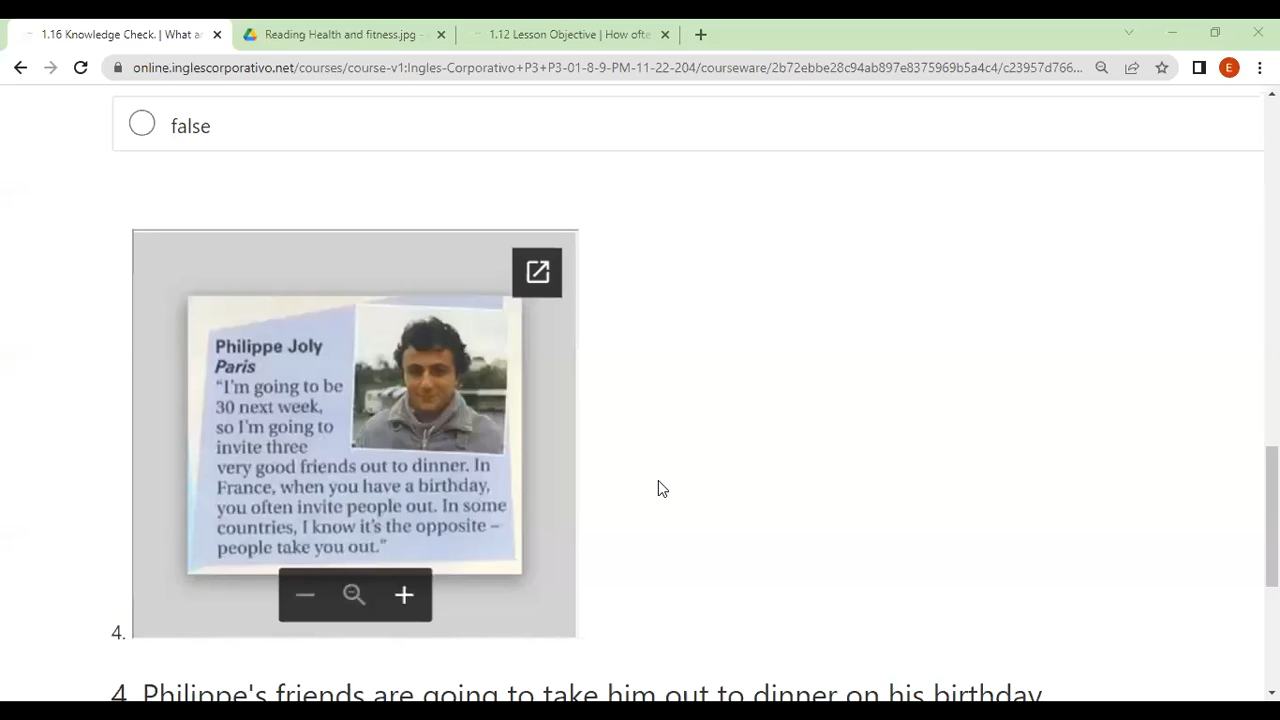 1.16 Knowledge Check. | What ar
Reading Health and fitness.jpg -
1.12 Lesson Objective | How ofte
online.inglescorporativo.net/courses/course-v1:Ingles-Corporativo+P3+P3-01-8-9-PM-11-22-204/courseware/2b72ebbe28c94ab897e8375969b5a4c4/c23957d766...
E
false
Philippe Joly
Paris
"I'm going to be
30 next week,
so I'm going to
invite three
very good friends out to dinner. In
France, when you have a birthday,
you often invite people out. In some
countries, I know it's the opposite –
people take you out."
4.
4. Philippe's friends are going to take him out to dinner on his birthday.